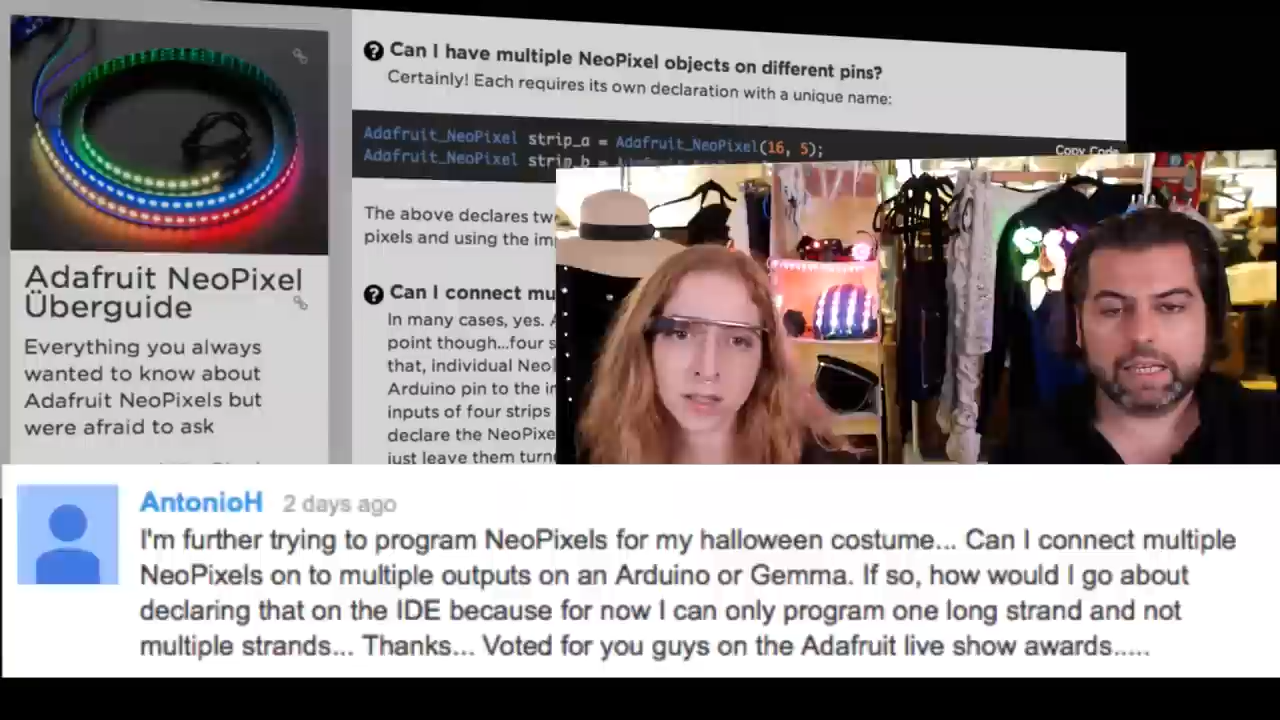 Can I have multiple NeoPixel objects on different pins?
Certainly! Each requires its own declaration with a unique name:
Adafruit_NeoPixel strip_a = Adafruit_NeoPixel(16, 5);
Adafruit_NeoPixel strip_b =
Copy Code
The above declares
pixels and using the
Can I connect
In many cases, yes.
point though...four
that, individual
Arduino pin to the
inputs of four strips
declare the
just leave them
Adafruit NeoPixel
Überguide
Everything you always
wanted to know about
Adafruit NeoPixels but
were afraid to ask
AntonioH 2 days ago
I'm further trying to program NeoPixels for my halloween costume... Can I connect multiple
NeoPixels on to multiple outputs on an Arduino or Gemma. If so, how would I go about
declaring that on the IDE because for now I can only program one long strand and not
multiple strands... Thanks... Voted for you guys on the Adafruit live show awards.....